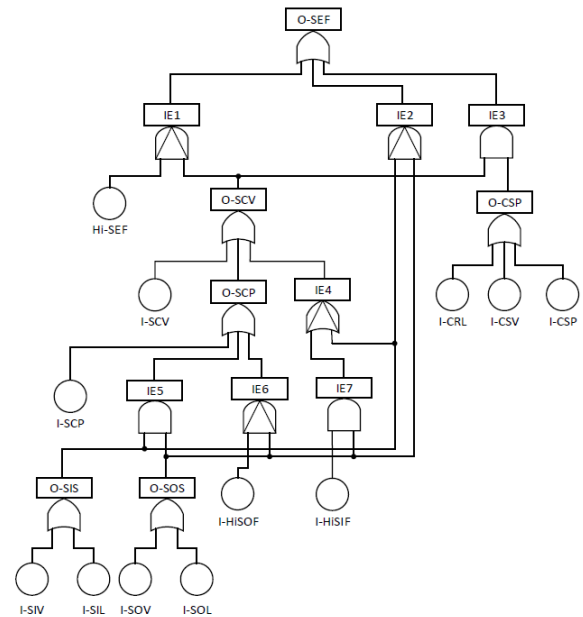 O-SEF
IE1
IE2
IE3
O-SCV
O-CSP
Hi-SEF
I-SCV
O-SCP
IE4
I-CRL
I-CSV
I-CSP
IE5
IE6
IE7
I-SCP
O-SIS
O-SOS
I-HiSOF
I-HiSIF
I-SIV
I-SIL
I-SOV
I-SOL